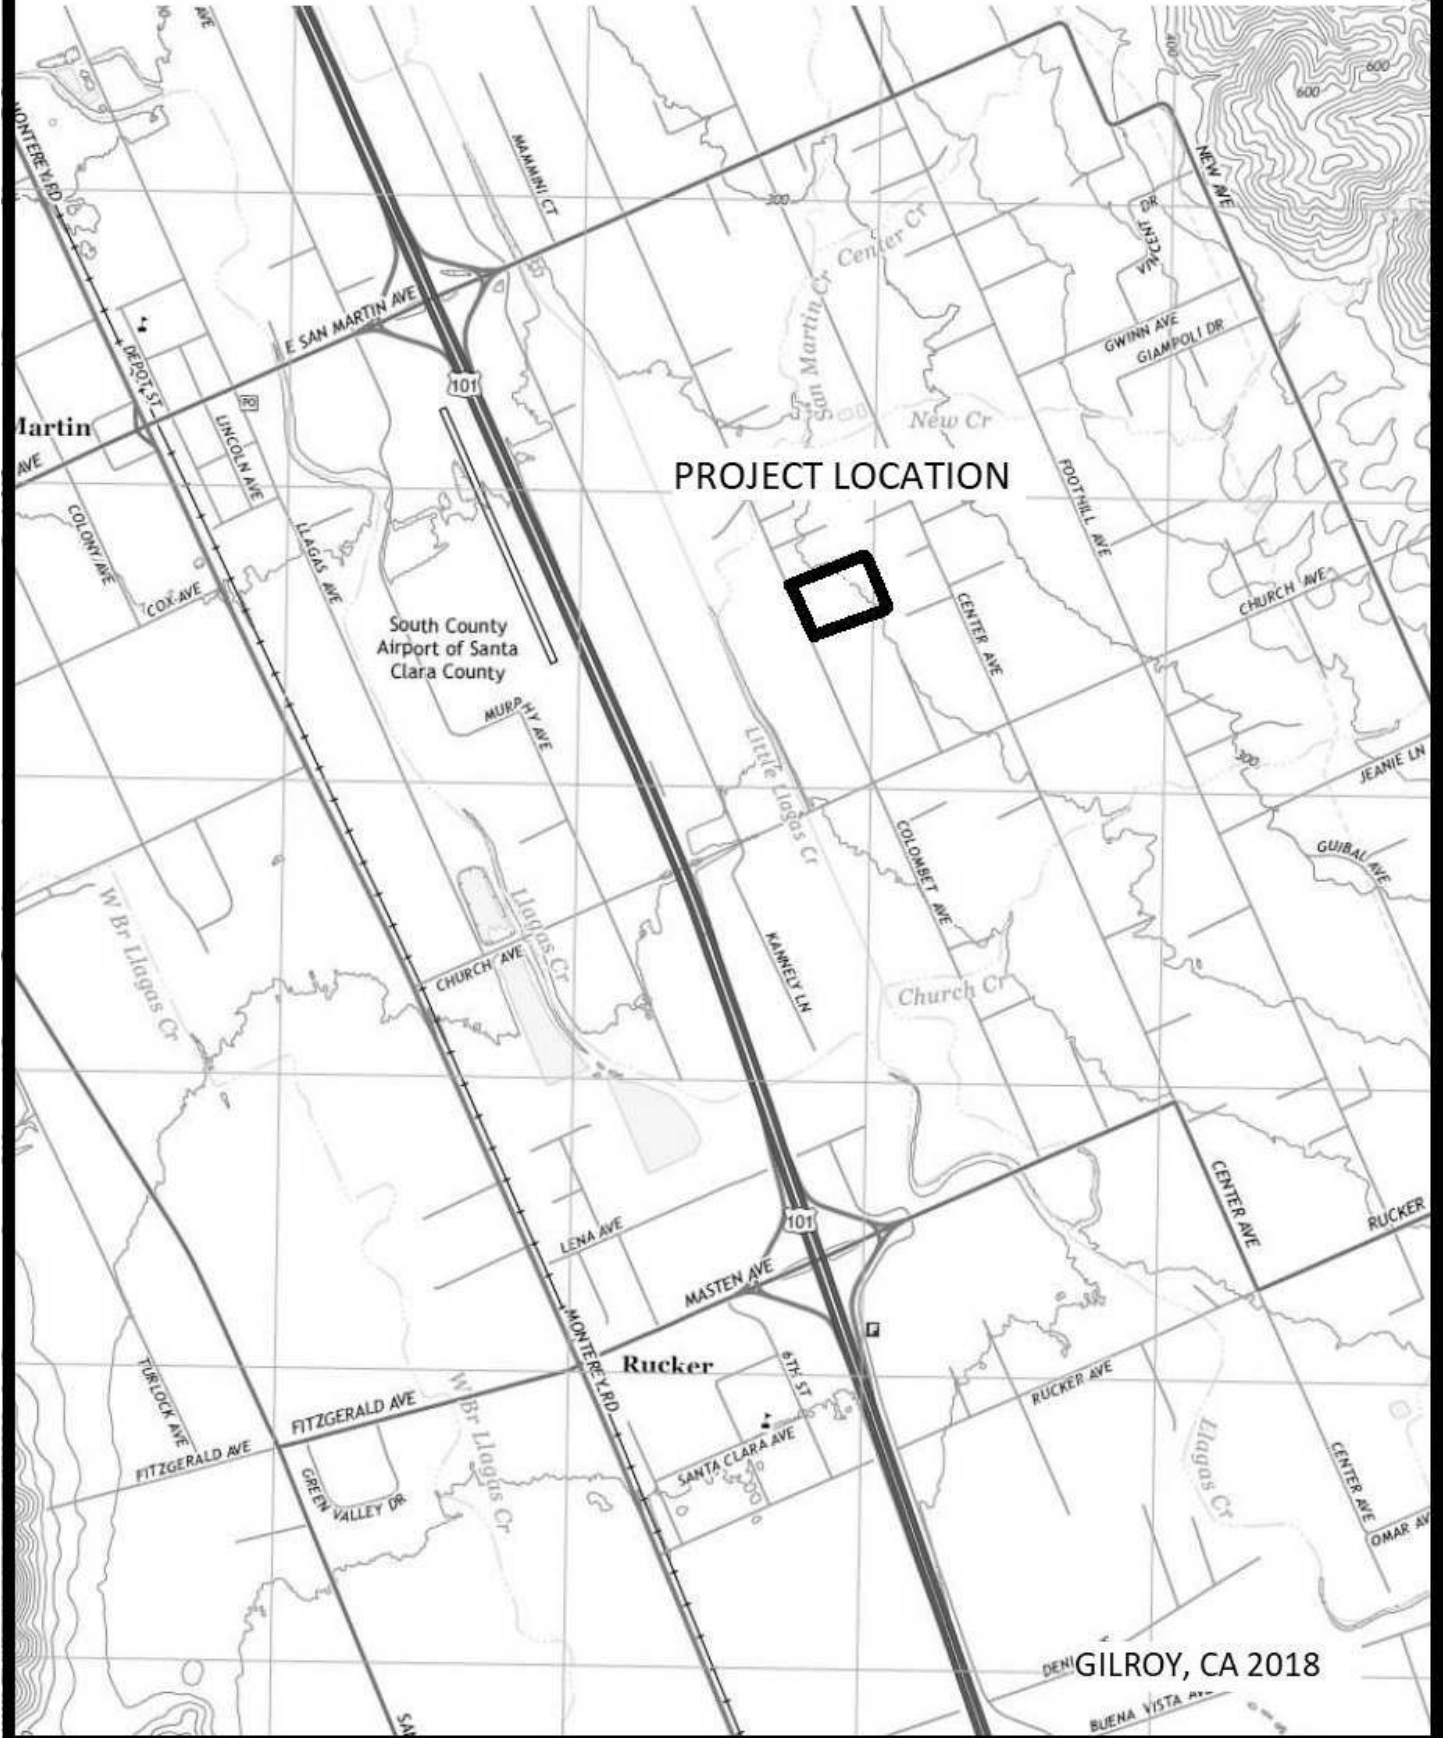 AVE
600
400
600
MONTEREY RD
MAMMINI CT
NEW AVE
300
DR
VINCENT
Center Cr
San Martin Cr
E SAN MARTIN AVE
GWINN AVE
GIAMPOLI DR
DEPOT ST
101
PO
Martin
LINCOLN AVE
New Cr
AVE
PROJECT LOCATION
FOOTHILL AVE
COLONY AVE
LLAGAS AVE
COX AVE
CHURCH AVE
CENTER AVE
South County
Airport of Santa
Clara County
MURPHY AVE
Little Llagas Cr
300
JEANIE LN
COLOMBET AVE
GUIBAL AVE
W Br Llagas Cr
Llagas Cr
KANNELY LN
CHURCH AVE
Church Cr
CENTER AVE
RUCKER
101
LENA AVE
MASTEN AVE
MONTEREY RD
Rucker
6TH ST
TURLOCK AVE
FITZGERALD AVE
RUCKER AVE
W Br Llagas Cr
Llagas Cr
FITZGERALD AVE
SANTA CLARA AVE
CENTER AVE
GREEN VALLEY DR
OMAR AV
DENI
GILROY, CA 2018
BUENA VISTA AVE
SAN